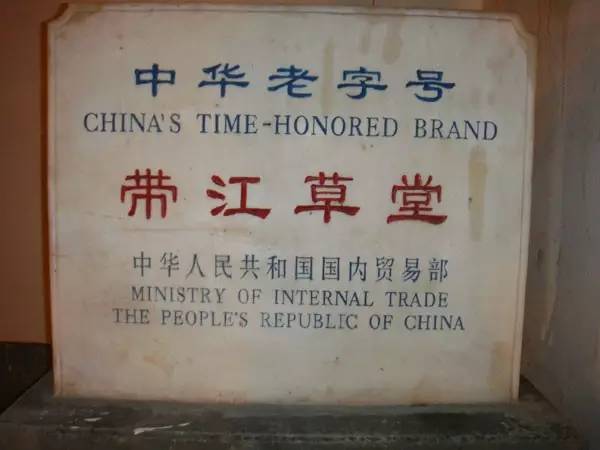 中华老字号
CHINA'S TIME-HONORED BRAND
带江草堂
中华人民共和国国内贸易部
MINISTRY OF INTERNAL TRADE
THE PEOPLE'S REPUBLIC OF CHINA